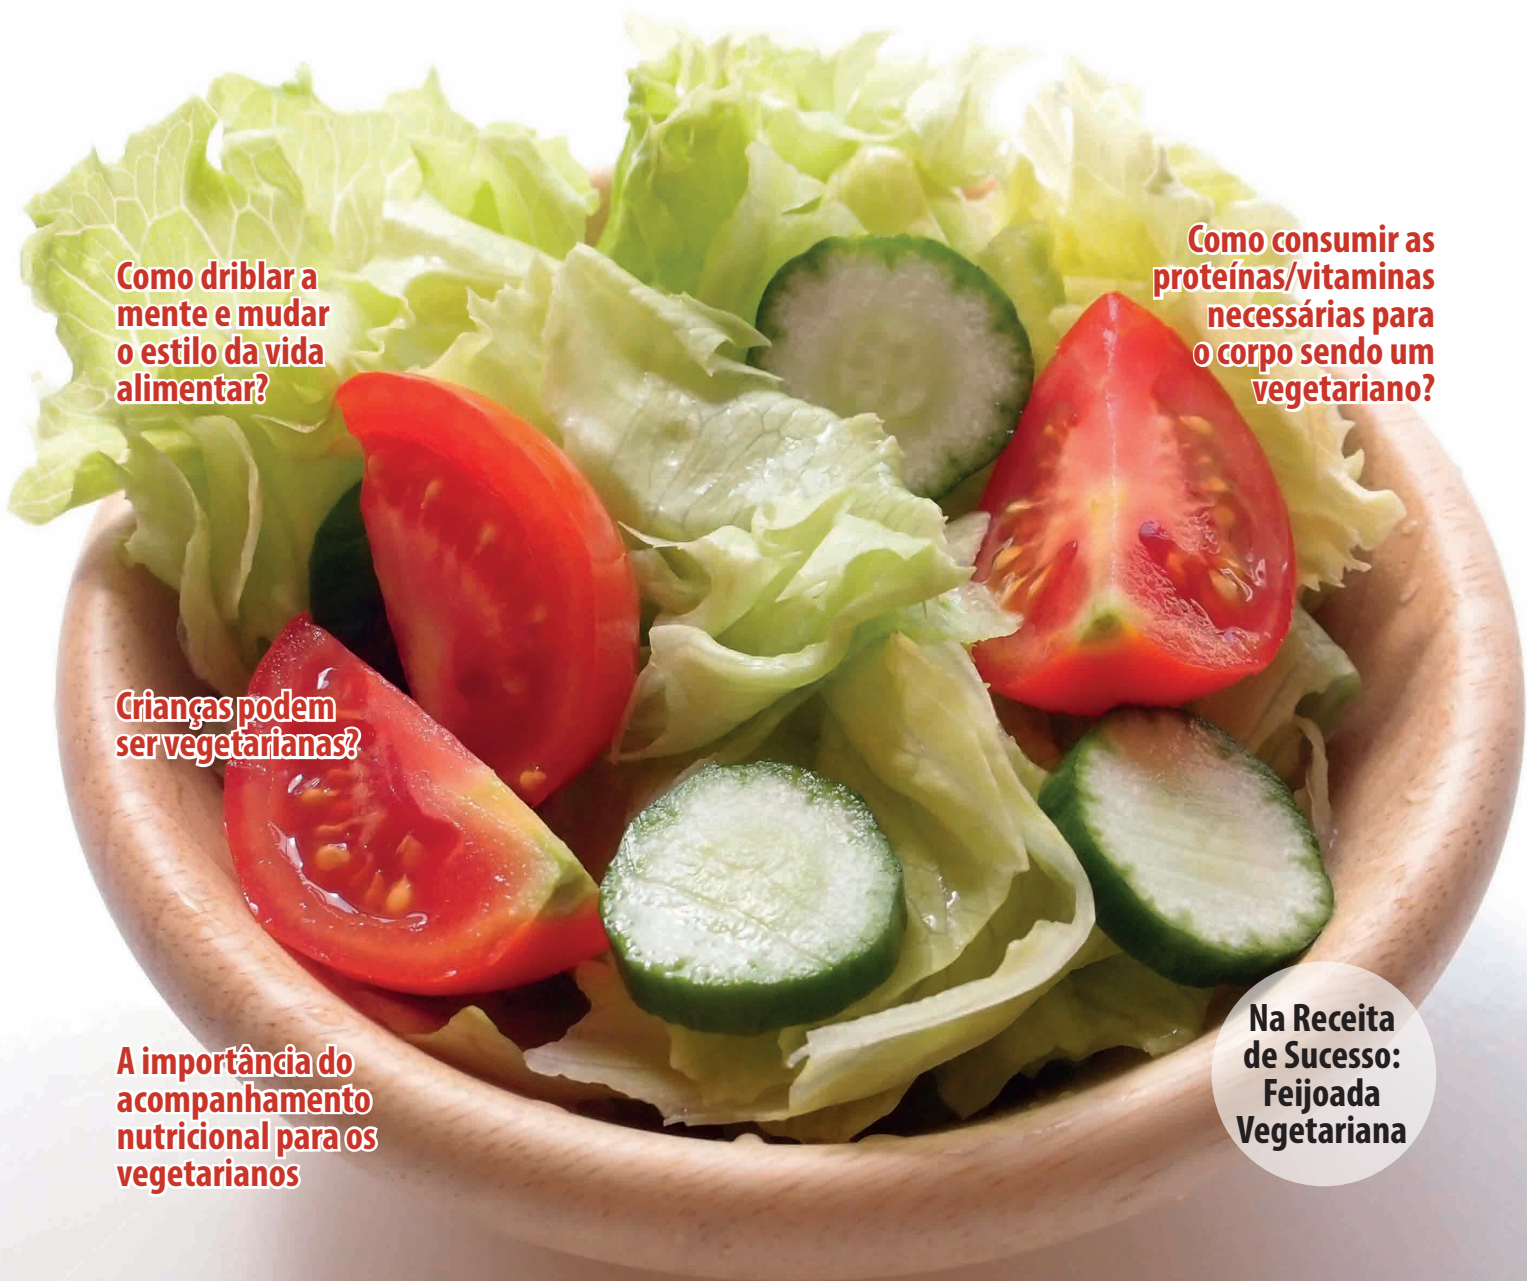 Como driblar a
mente e mudar
o estilo da vida
alimentar?
Como consumir as
proteínas/vitaminas
necessárias para
o corpo sendo um
vegetariano?
Crianças podem
ser vegetarianas?
A importância do
acompanhamento
nutricional para os
vegetarianos
Na Receita
de Sucesso:
Feijoada
Vegetariana